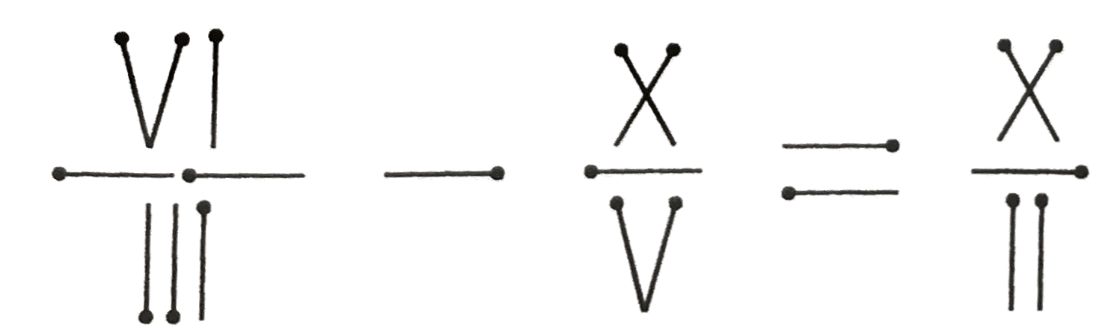 VI X X
— = 
III V II